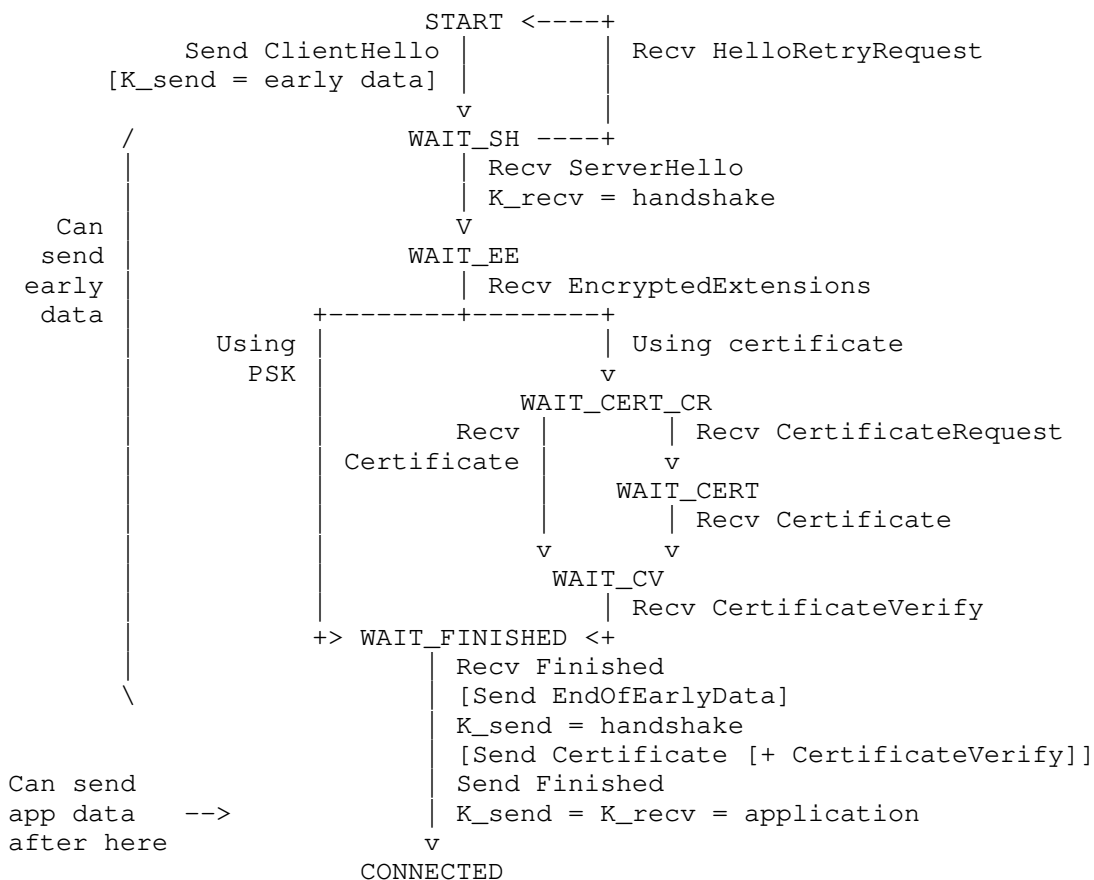 START <----+
Send ClientHello | | Recv HelloRetryRequest
[K_send = early data] | |
v |
/ WAIT_SH ----+
| | Recv ServerHello
| | K_recv = handshake
Can | V
send | WAIT_EE
early | | Recv EncryptedExtensions
data | +--------+--------+
| Using | | Using certificate
| PSK | v
| | WAIT_CERT_CR
| | Recv | | Recv CertificateRequest
| | Certificate | v
| | | WAIT_CERT
| | | | Recv Certificate
| | v v
| | WAIT_CV
| | | Recv CertificateVerify
| +> WAIT_FINISHED <+
| | Recv Finished
\ | [Send EndOfEarlyData]
| K_send = handshake
| [Send Certificate [+ CertificateVerify]]
Can send | Send Finished
app data --> | K_send = K_recv = application
after here v
CONNECTED